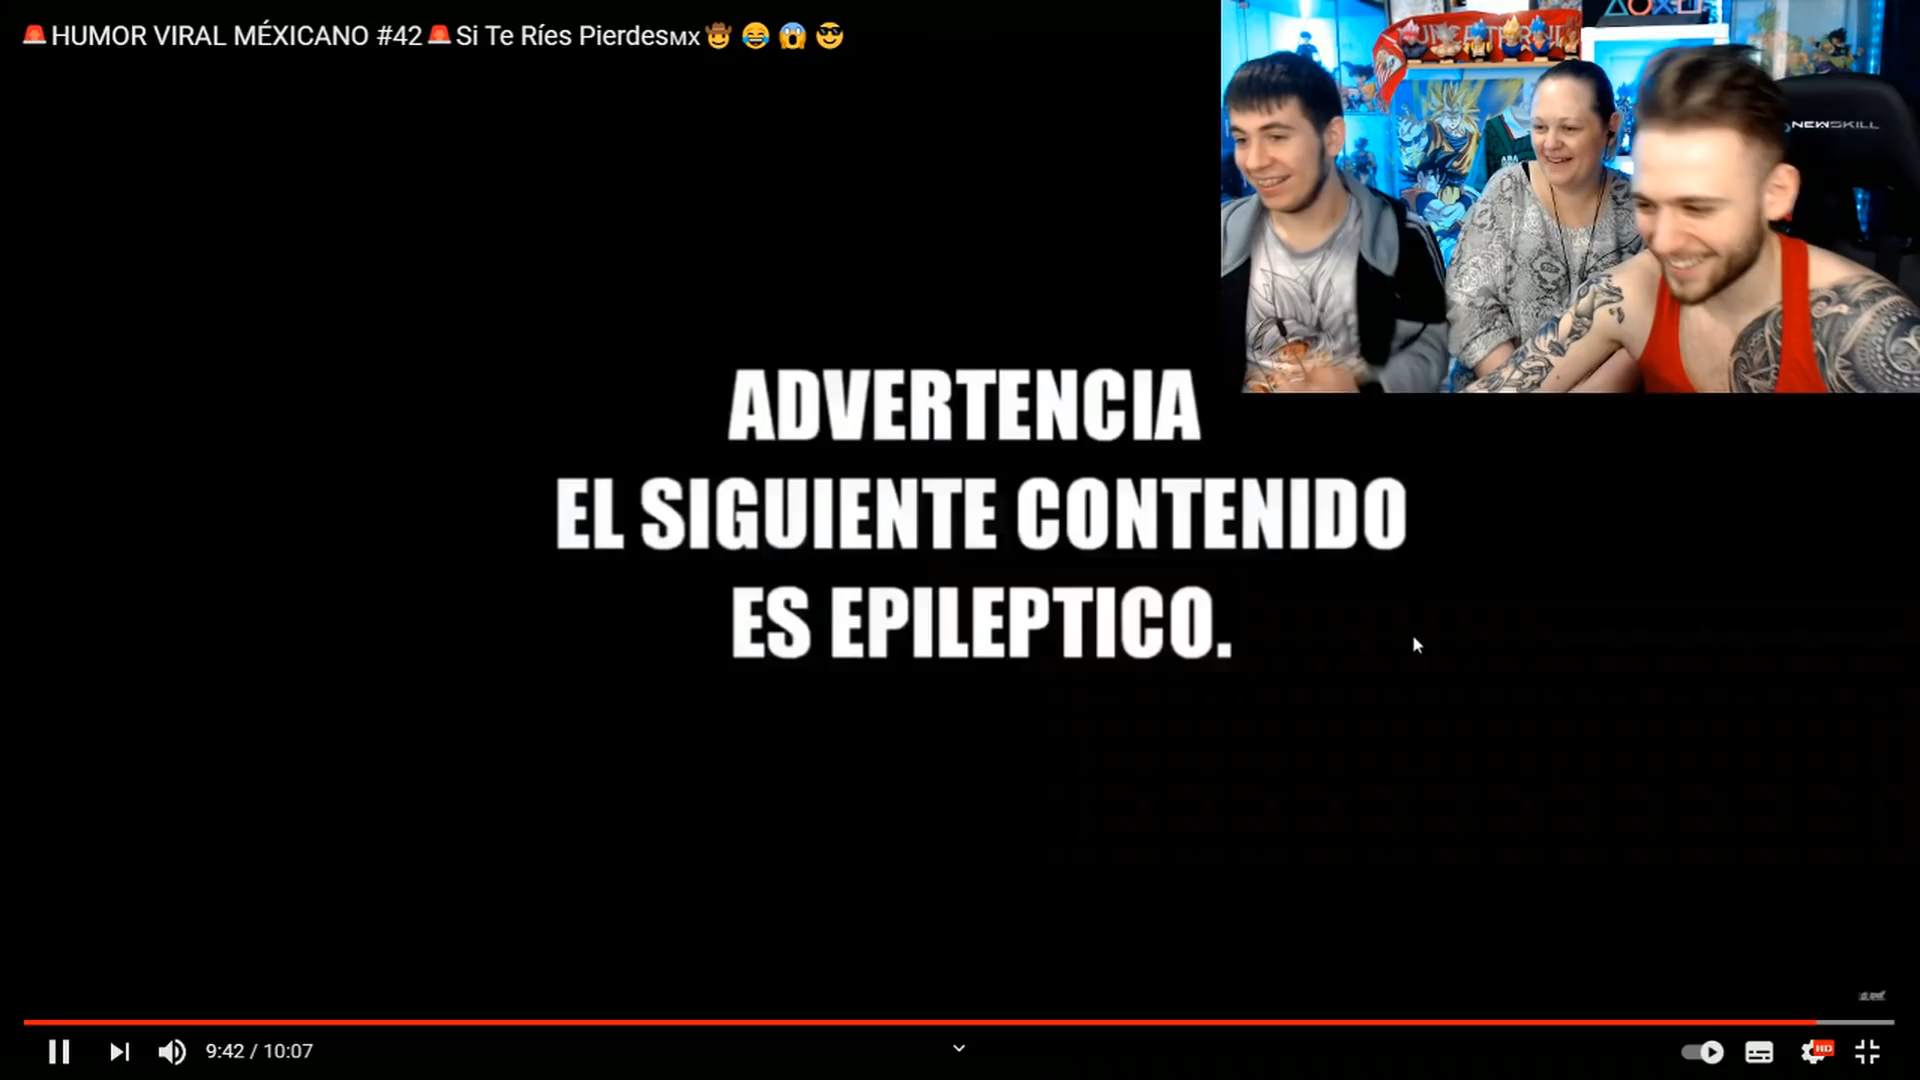 🚨HUMOR VIRAL MÉXICANO #42🚨Si Te Ríes PierdesMX🤠😂😱😎
NEWSKILL
ADVERTENCIA
EL SIGUIENTE CONTENIDO
ES EPILEPTICO.
9:42 / 10:07
HD